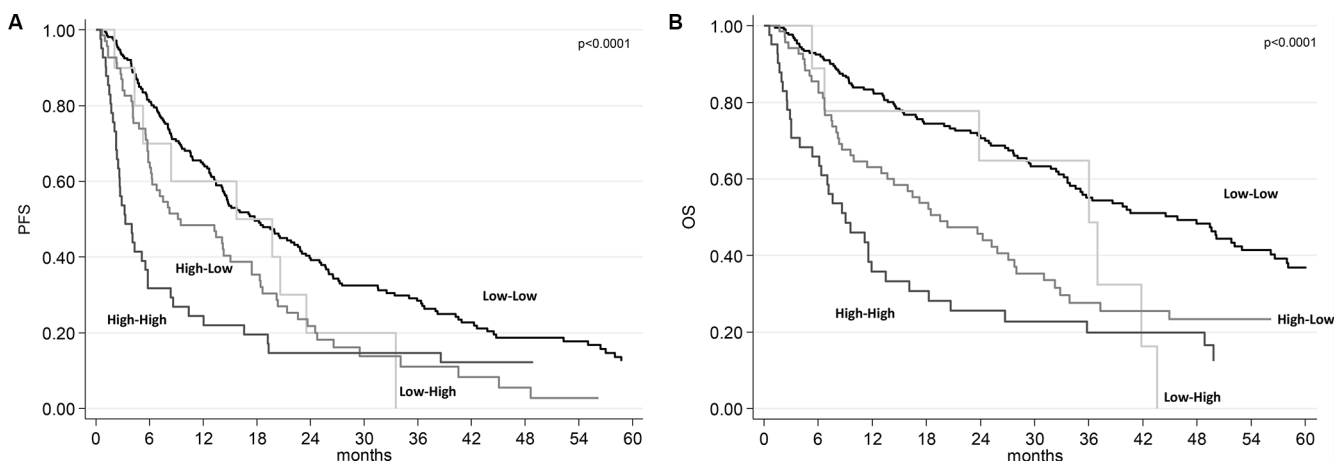 A
p<0.0001
PFS
1.00
0.80
0.60
0.40
0.20
0.00
High-Low
Low-Low
High-High
Low-High
0 6 12 18 24 30 36 42 48 54 60
months
B
p<0.0001
OS
1.00
0.80
0.60
0.40
0.20
0.00
Low-Low
High-High
High-Low
Low-High
0 6 12 18 24 30 36 42 48 54 60
months